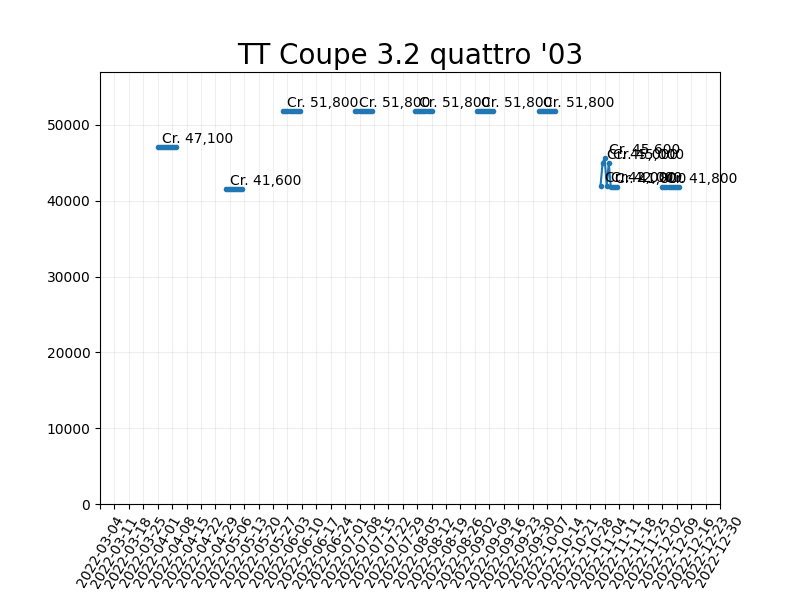 TT Coupe 3.2 quattro '03
Cr. 51,800 Cr. 51,800 Cr. 51,800 Cr. 51,800 Cr. 51,800
50000
Cr. 47,100
Cr. 45,600
Cr. 41,600
Cr. 41,800
40000
30000
20000
10000
0
2022-03-04 2022-03-11 2022-03-18 2022-03-25 2022-04-01 2022-04-08 2022-04-15 2022-04-22 2022-04-29 2022-05-06 2022-05-13 2022-05-20 2022-05-27 2022-06-03 2022-06-10 2022-06-17 2022-06-24 2022-07-01 2022-07-08 2022-07-15 2022-07-22 2022-07-29 2022-08-05 2022-08-12 2022-08-19 2022-08-26 2022-09-02 2022-09-09 2022-09-16 2022-09-23 2022-09-30 2022-10-07 2022-10-14 2022-10-21 2022-10-28 2022-11-04 2022-11-11 2022-11-18 2022-11-25 2022-12-02 2022-12-09 2022-12-16 2022-12-23 2022-12-30